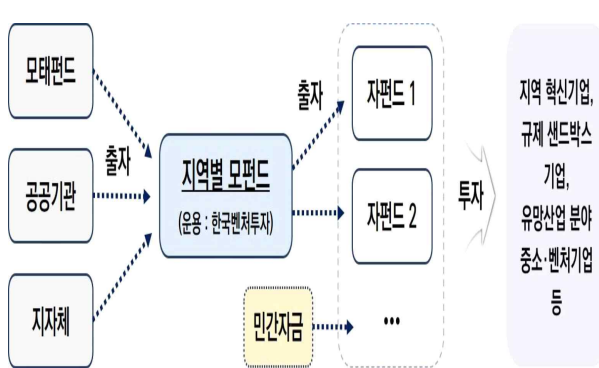 모태펀드
공공기관
지자체
출자
지역별 모펀드
(운용 : 한국벤처투자)
민간자금
출자
자펀드 1
자펀드 2
...
투자
지역 혁신기업,
규제 샌드박스
기업,
유망산업 분야
중소·벤처기업
등